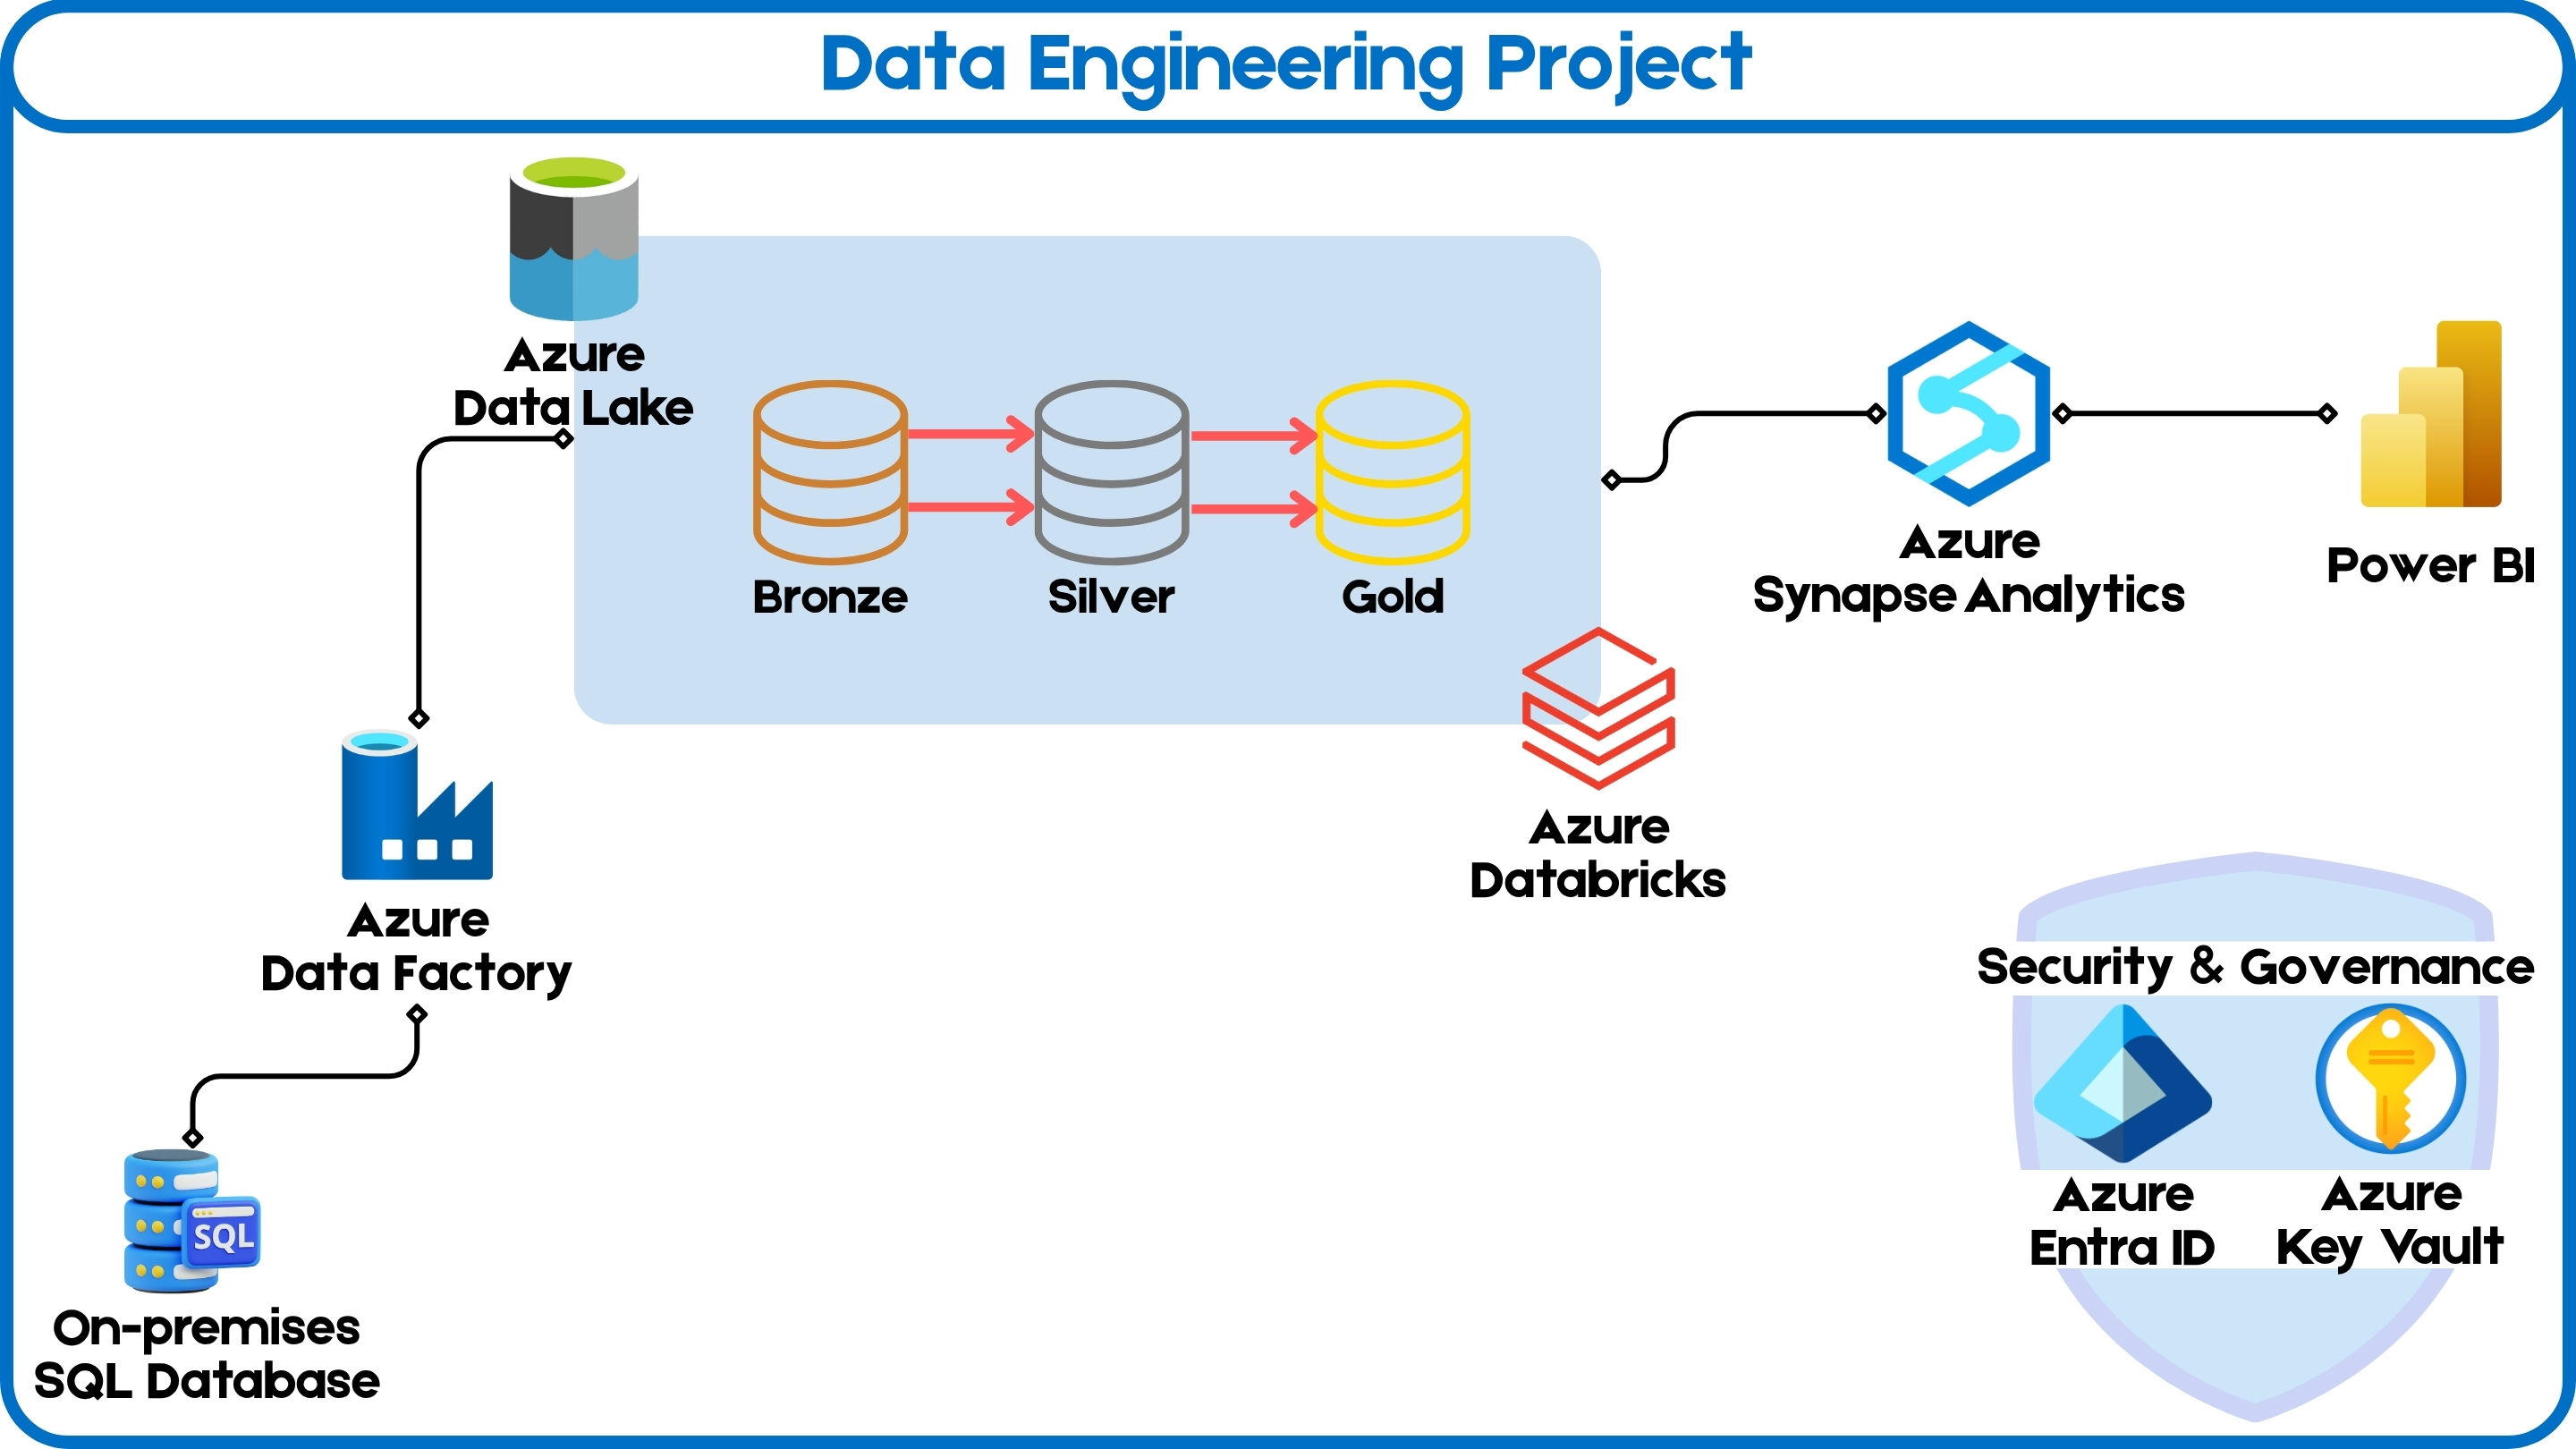 Data Engineering Project
Azure
Data Lake
Bronze
Silver
Gold
Azure
Synapse Analytics
Power BI
Azure
Databricks
Azure
Data Factory
Security & Governance
Azure
Entra ID
Azure
Key Vault
SQL
On-premises
SQL Database